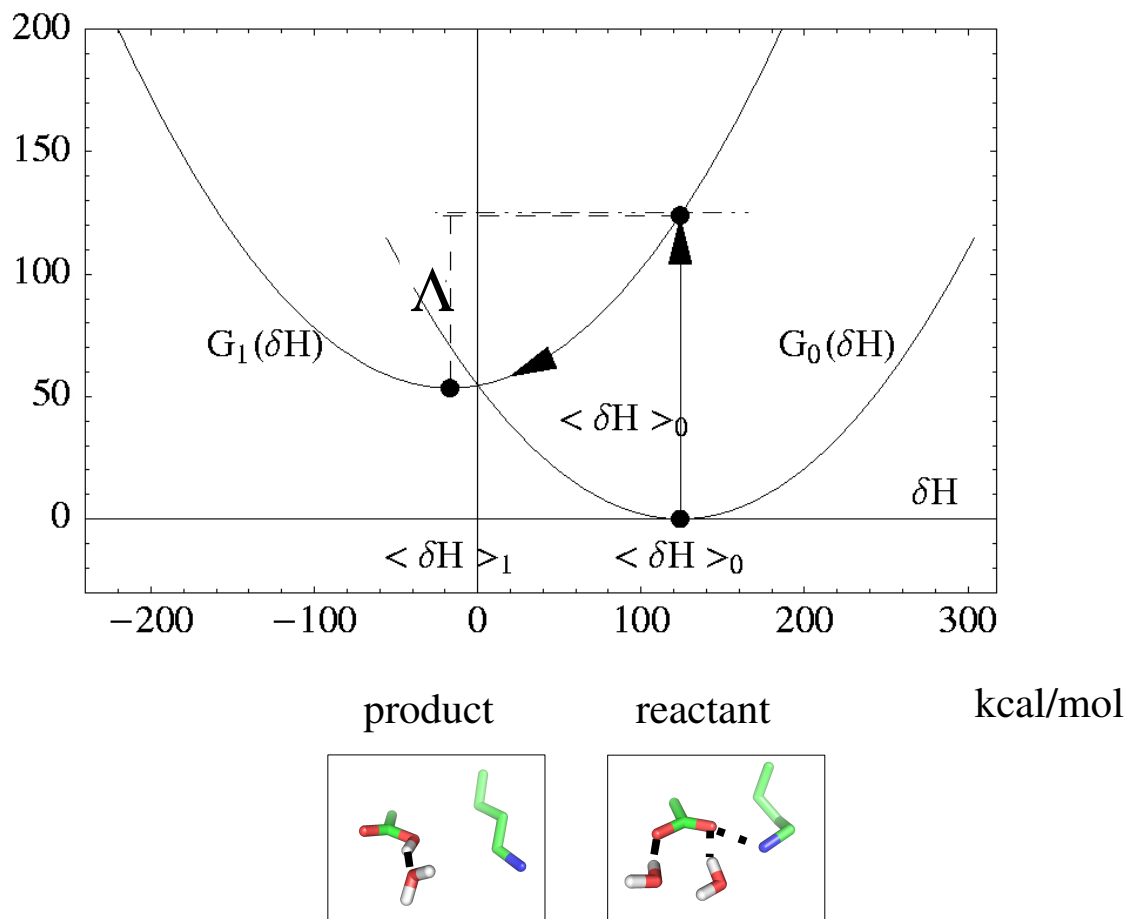 200
150
100
50
0
Λ
G₁(δH)
G₀(δH)
< δH >₀
δH
< δH >₁
< δH >₀
−200
−100
0
100
200
300
product
reactant
kcal/mol